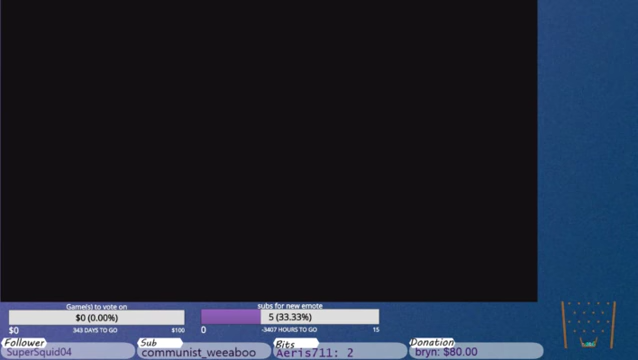 Game(s) to vote on
$0 (0.00%)
$0 343 DAYS TO GO $100
subs for new emote
5 (33.33%)
0 -3407 HOURS TO GO 15
Follower
SuperSquid04
Sub
communist_weeaboo
Bits
Aeris711: 2
Donation
bryn: $80.00